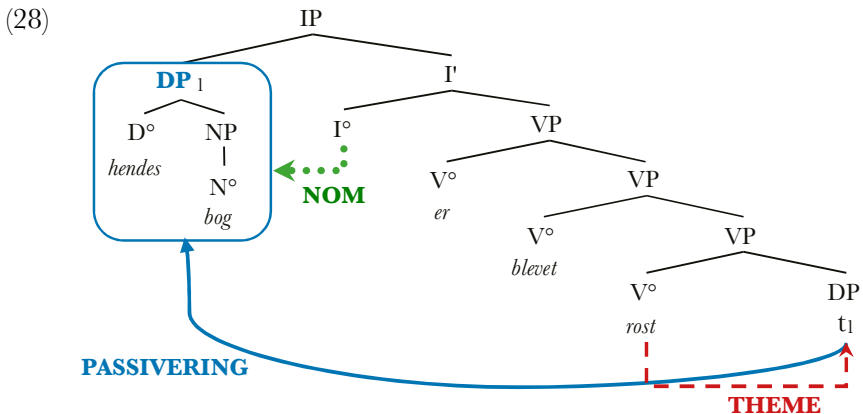 (28)
IP
DP 1
I'
D° NP
I°
VP
hendes
N°
bog
NOM
V°
er
VP
V°
blevet
VP
V°
rost
DP
t1
PASSIVERING
THEME